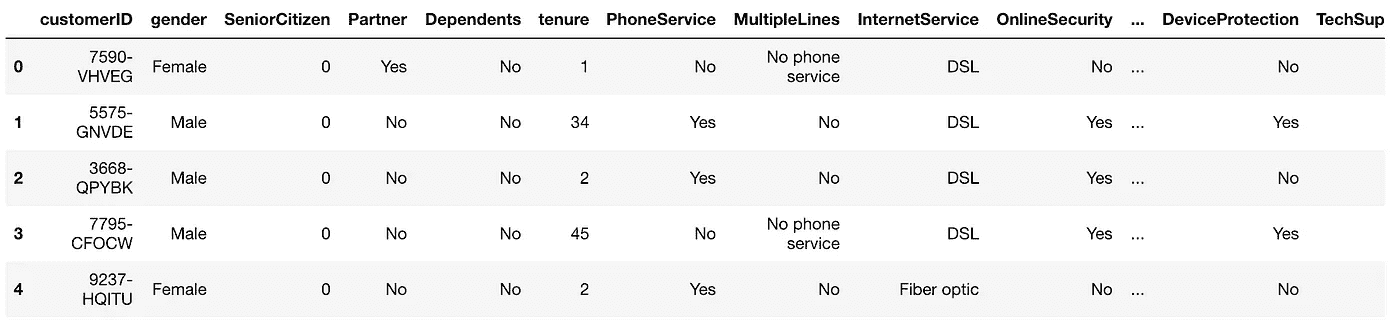 customerID gender SeniorCitizen Partner Dependents tenure PhoneService MultipleLines InternetService OnlineSecurity ... DeviceProtection TechSup
0 7590-VHVEG Female 0 Yes No 1 No No phone service DSL No ... No
1 5575-GNVDE Male 0 No No 34 Yes No DSL Yes ... Yes
2 3668-QPYBK Male 0 No No 2 Yes No DSL Yes ... No
3 7795-CFOCW Male 0 No No 45 No No phone service DSL Yes ... Yes
4 9237-HQITU Female 0 No No 2 Yes No Fiber optic No ... No